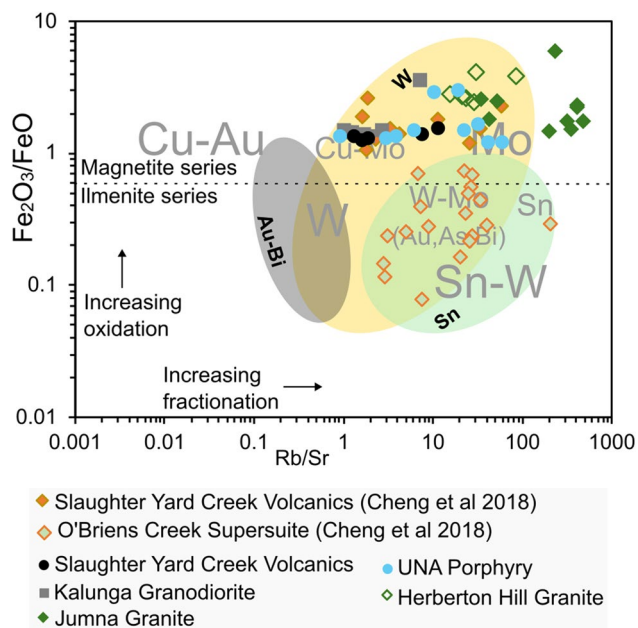 10
1
0.1
0.01
Fe₂O₃/FeO
0.001
0.1
1
10
100
1000
Rb/Sr
Cu-Au
Magnetite series
Ilmenite series
Increasing
oxidation
Increasing
fractionation
Au-Bi
W
Cu-Mo
Mo
W
W-Mo
(Au,As,Bi)
Sn
Sn-W
Sn
Slaughter Yard Creek Volcanics (Cheng et al 2018)
O'Briens Creek Supersuite (Cheng et al 2018)
Slaughter Yard Creek Volcanics
UNA Porphyry
Kalunga Granodiorite
Herberton Hill Granite
Jumna Granite